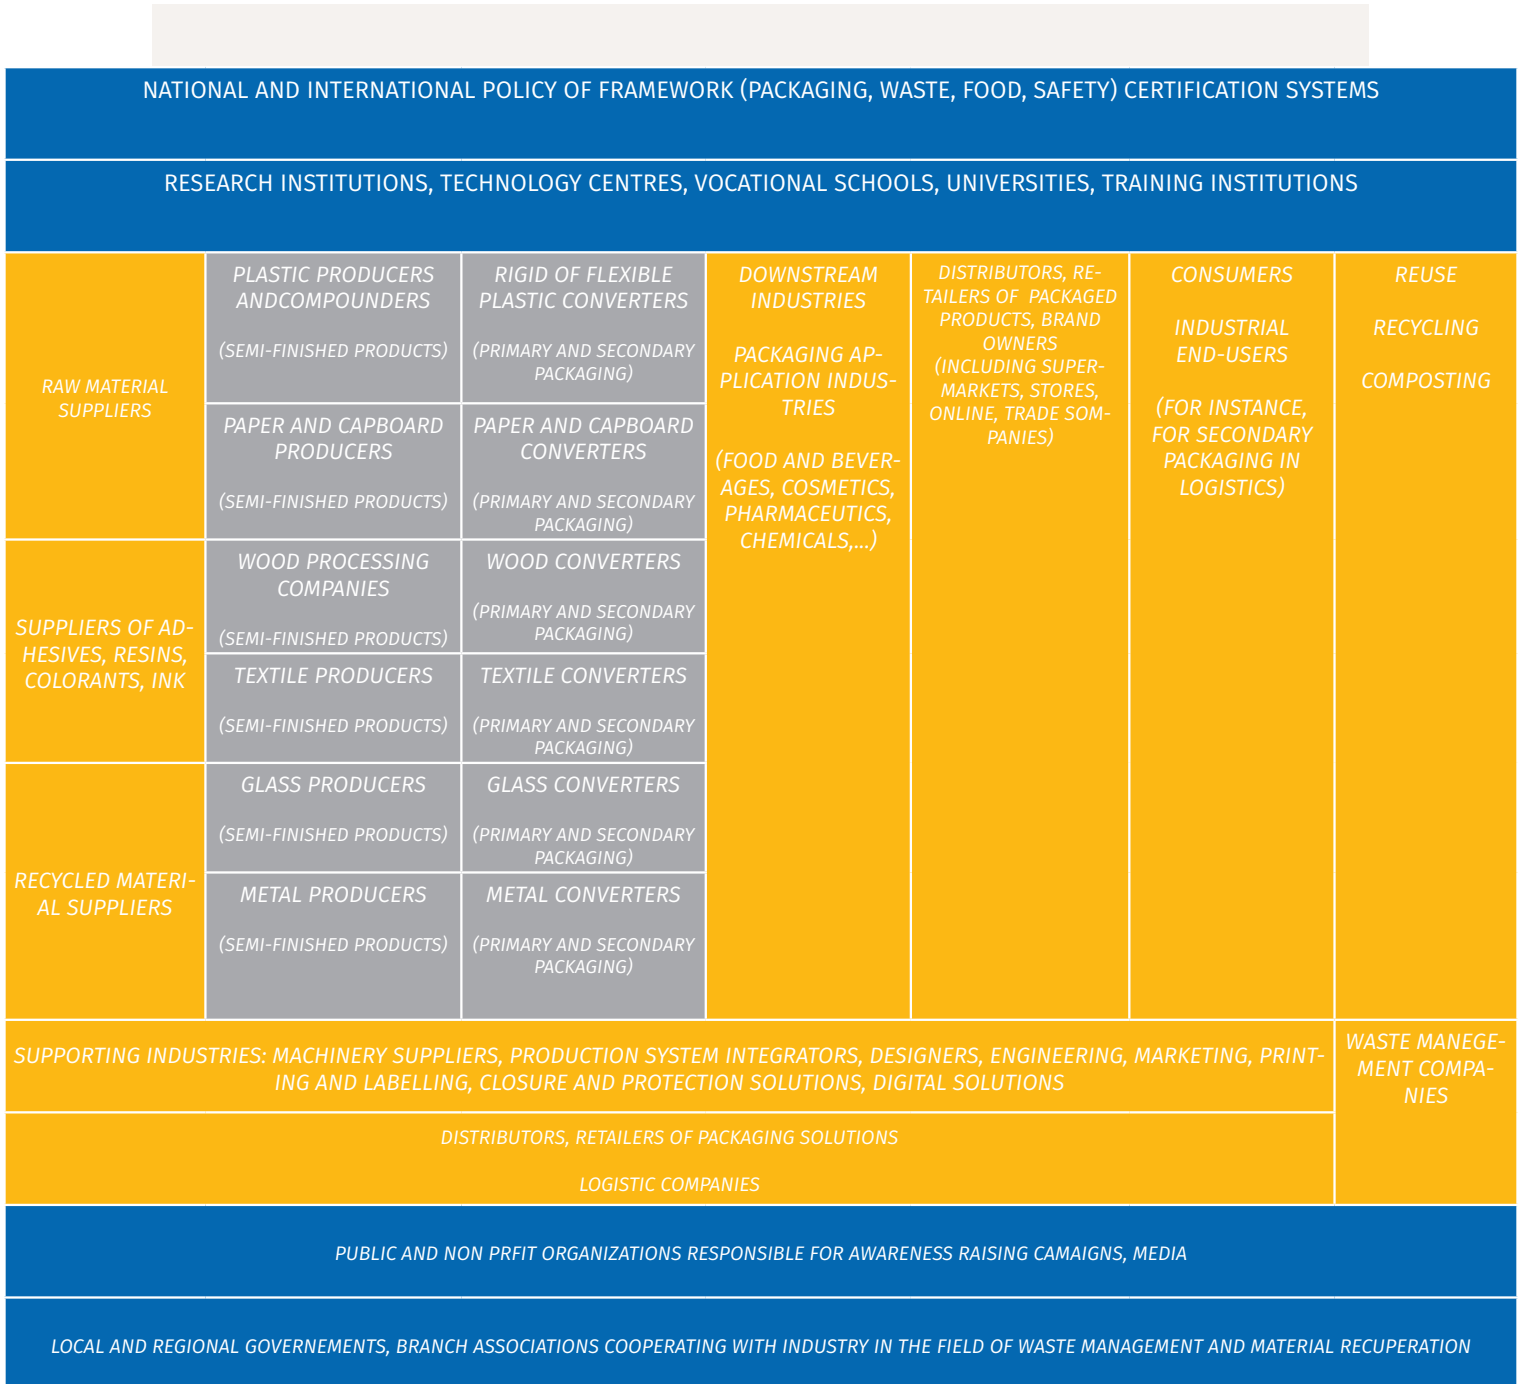 NATIONAL AND INTERNATIONAL POLICY OF FRAMEWORK (PACKAGING, WASTE, FOOD, SAFETY) CERTIFICATION SYSTEMS
RESEARCH INSTITUTIONS, TECHNOLOGY CENTRES, VOCATIONAL SCHOOLS, UNIVERSITIES, TRAINING INSTITUTIONS
RAW MATERIAL
SUPPLIERS
SUPPLIERS OF AD-
HESIVES, RESINS,
COLORANTS, INK
RECYCLED MATERI-
AL SUPPLIERS
PLASTIC PRODUCERS
ANDCOMPOUNDERS
(SEMI-FINISHED PRODUCTS)
RIGID OF FLEXIBLE
PLASTIC CONVERTERS
(PRIMARY AND SECONDARY
PACKAGING)
PAPER AND CAPBOARD
PRODUCERS
(SEMI-FINISHED PRODUCTS)
PAPER AND CAPBOARD
CONVERTERS
(PRIMARY AND SECONDARY
PACKAGING)
WOOD PROCESSING
COMPANIES
(SEMI-FINISHED PRODUCTS)
WOOD CONVERTERS
(PRIMARY AND SECONDARY
PACKAGING)
TEXTILE PRODUCERS
(SEMI-FINISHED PRODUCTS)
TEXTILE CONVERTERS
(PRIMARY AND SECONDARY
PACKAGING)
GLASS PRODUCERS
(SEMI-FINISHED PRODUCTS)
GLASS CONVERTERS
(PRIMARY AND SECONDARY
PACKAGING)
METAL PRODUCERS
(SEMI-FINISHED PRODUCTS)
METAL CONVERTERS
(PRIMARY AND SECONDARY
PACKAGING)
DOWNSTREAM
INDUSTRIES
PACKAGING AP-
PLICATION INDUS-
TRIES
(FOOD AND BEVER-
AGES, COSMETICS,
PHARMACEUTICS,
CHEMICALS,...)
DISTRIBUTORS, RE-
TAILERS OF PACKAGED
PRODUCTS, BRAND
OWNERS
(INCLUDING SUPER-
MARKETS, STORES,
ONLINE, TRADE SOM-
PANIES)
CONSUMERS
INDUSTRIAL
END-USERS
(FOR INSTANCE,
FOR SECONDARY
PACKAGING IN
LOGISTICS)
REUSE
RECYCLING
COMPOSTING
SUPPORTING INDUSTRIES: MACHINERY SUPPLIERS, PRODUCTION SYSTEM INTEGRATORS, DESIGNERS, ENGINEERING, MARKETING, PRINT-
ING AND LABELLING, CLOSURE AND PROTECTION SOLUTIONS, DIGITAL SOLUTIONS
WASTE MANEGE-
MENT COMPA-
NIES
DISTRIBUTORS, RETAILERS OF PACKAGING SOLUTIONS
LOGISTIC COMPANIES
PUBLIC AND NON PRFIT ORGANIZATIONS RESPONSIBLE FOR AWARENESS RAISING CAMAIGNS, MEDIA
LOCAL AND REGIONAL GOVERNEMENTS, BRANCH ASSOCIATIONS COOPERATING WITH INDUSTRY IN THE FIELD OF WASTE MANAGEMENT AND MATERIAL RECUPERATION